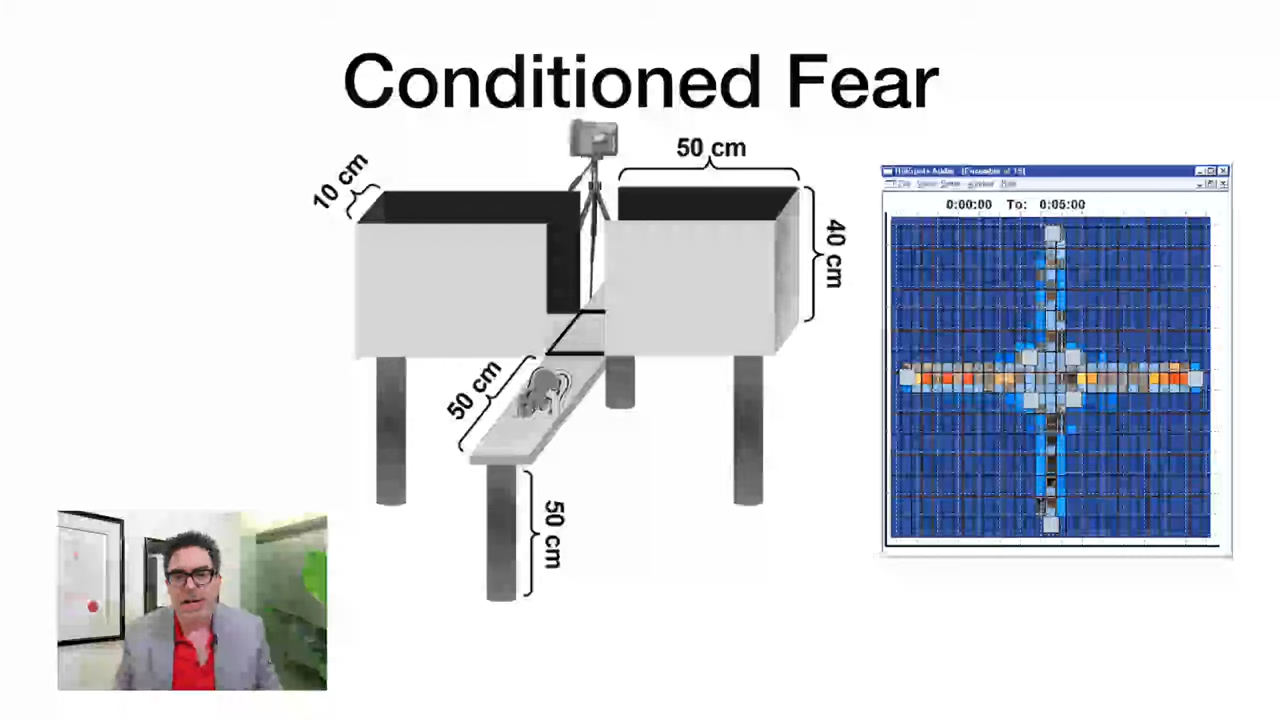 Conditioned Fear
10 cm
50 cm
40 cm
50 cm
50 cm
0:00:00 To: 0:05:00